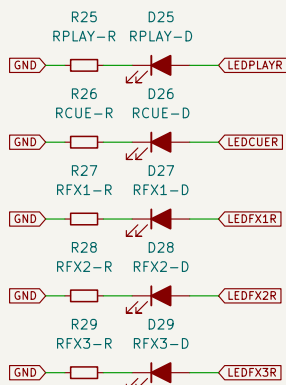 R25 D25
RPLAY-R RPLAY-D
GND LEDPLAYR
R26 D26
RCUE-R RCUE-D
GND LEDCUER
R27 D27
RFX1-R RFX1-D
GND LEDFX1R
R28 D28
RFX2-R RFX2-D
GND LEDFX2R
R29 D29
RFX3-R RFX3-D
GND LEDFX3R